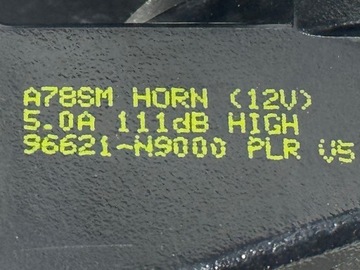 A78SM HORN (12V)
5.0A 111dB HIGH
96621-N9000 PLR V5